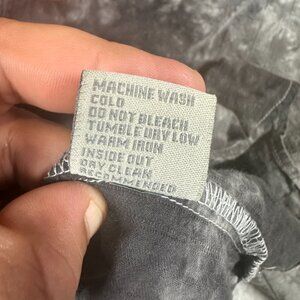 MACHINE WASH
COLD
DO NOT BLEACH
TUMBLE DRY LOW
WARM IRON
INSIDE OUT
DRY CLEAN
RECOMMENDED